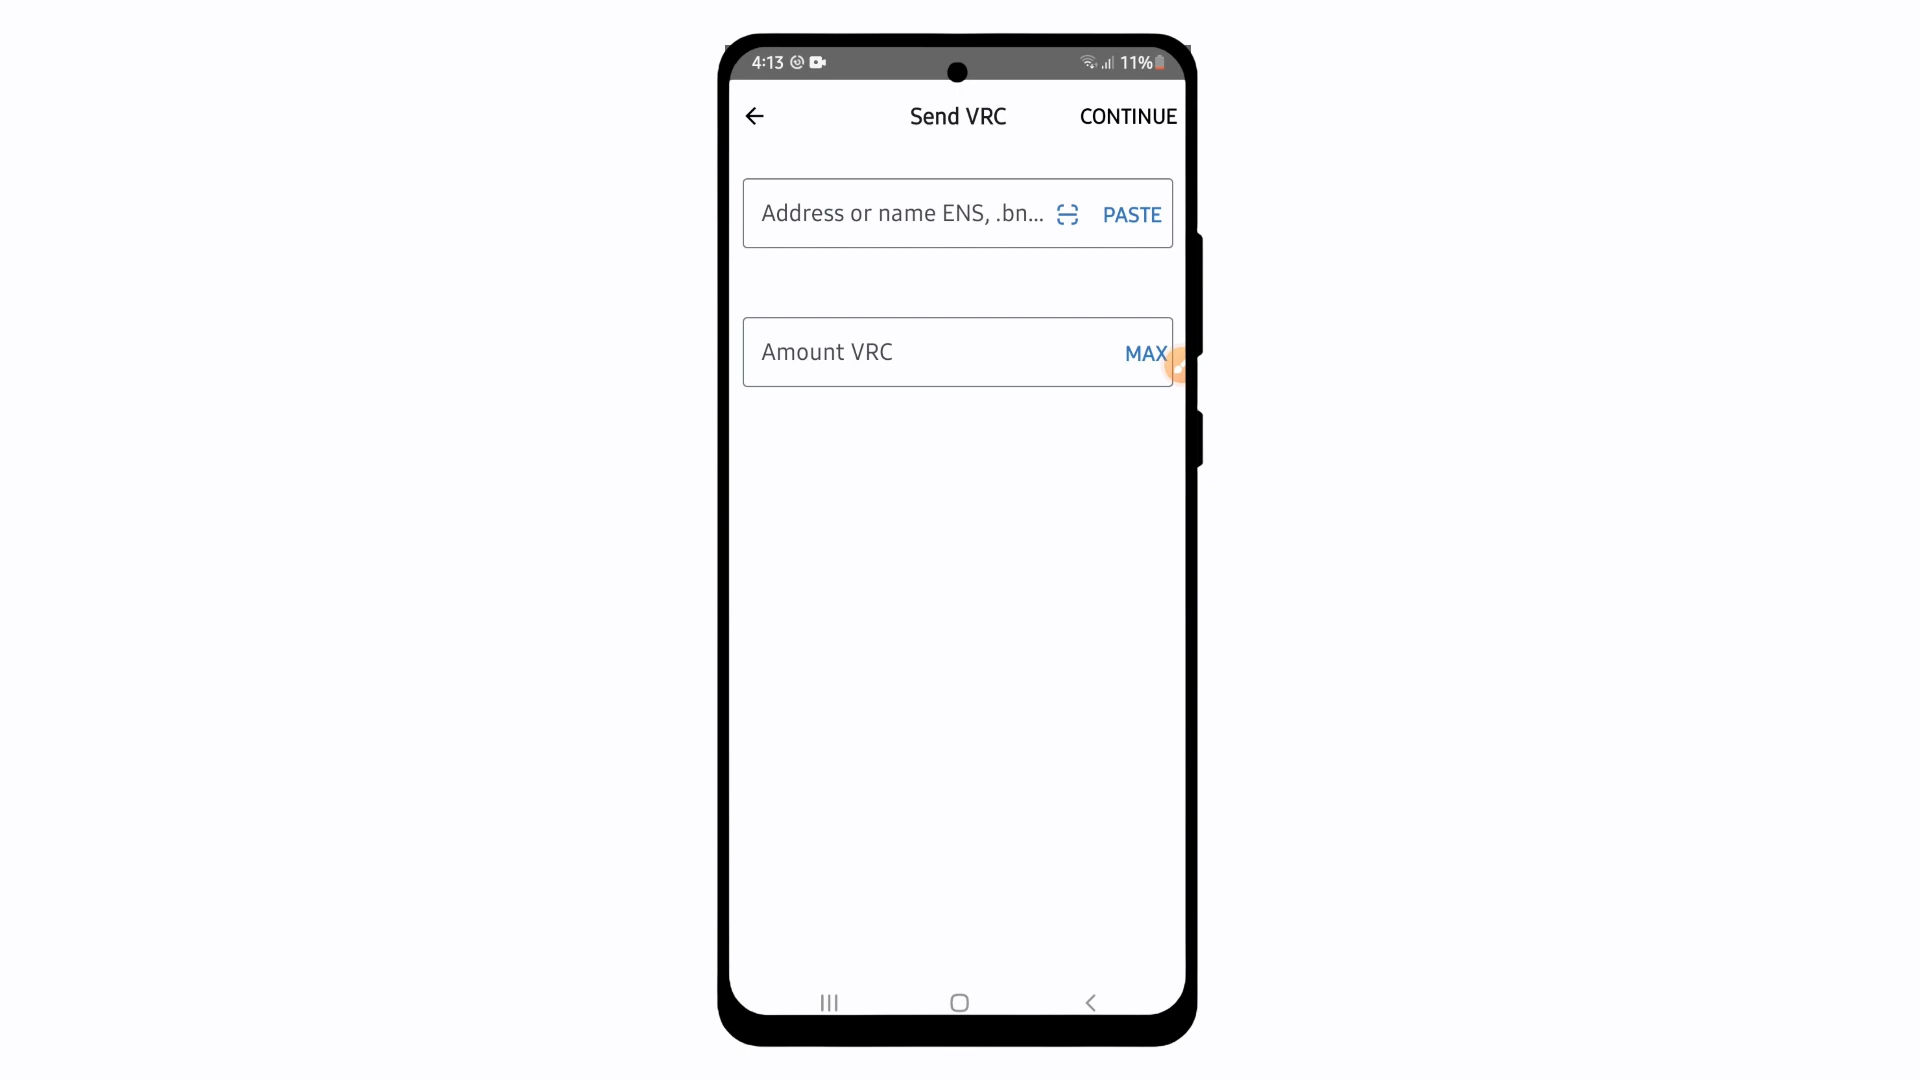 4:13 11%
Send VRC CONTINUE
Address or name ENS, .bn... PASTE
Amount VRC MAX